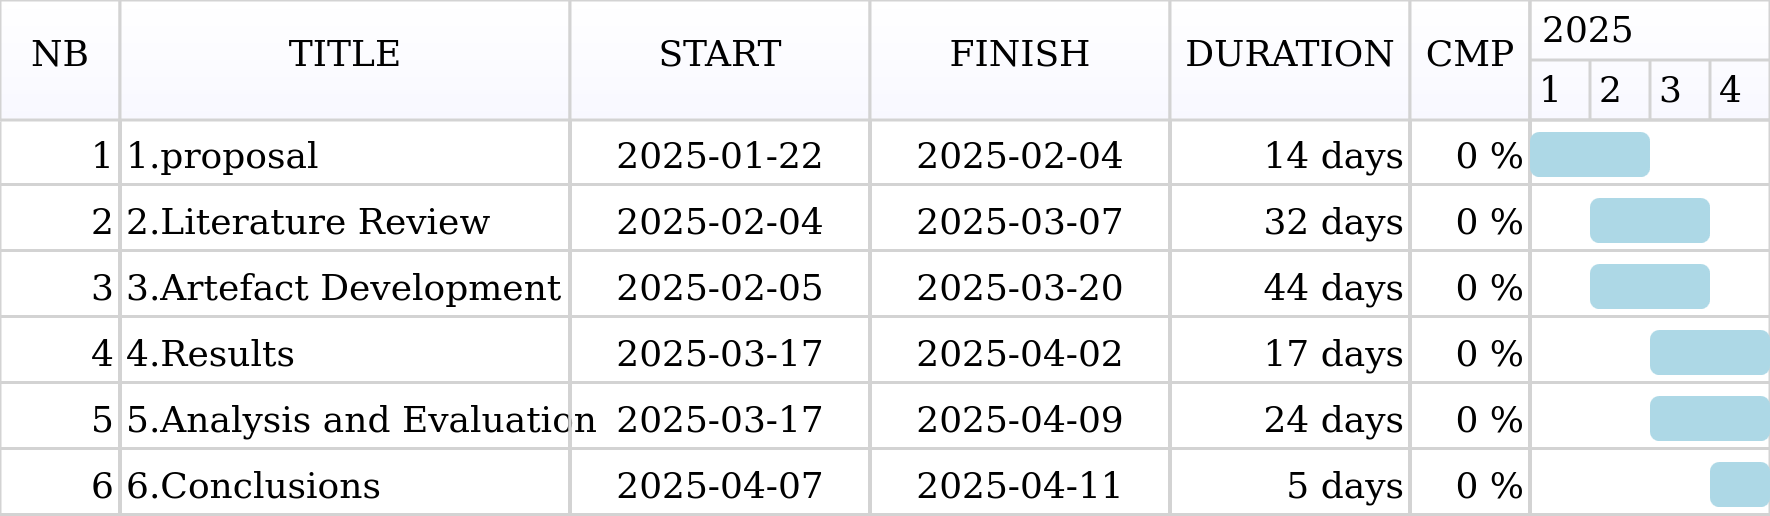 NB TITLE START FINISH DURATION CMP 2025
1 2 3 4
1 1.proposal 2025-01-22 2025-02-04 14 days 0 %
2 2.Literature Review 2025-02-04 2025-03-07 32 days 0 %
3 3.Artefact Development 2025-02-05 2025-03-20 44 days 0 %
4 4.Results 2025-03-17 2025-04-02 17 days 0 %
5 5.Analysis and Evaluation 2025-03-17 2025-04-09 24 days 0 %
6 6.Conclusions 2025-04-07 2025-04-11 5 days 0 %